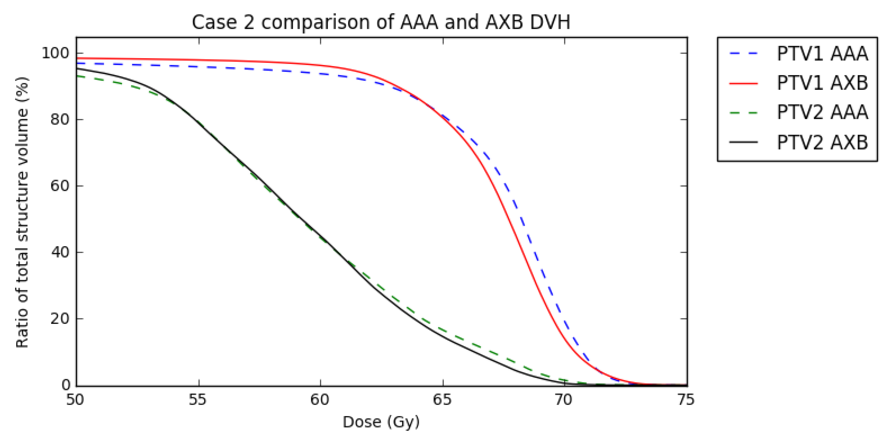 Case 2 comparison of AAA and AXB DVH
Ratio of total structure volume (%)
100
80
60
40
20
0
50 55 60 65 70 75
Dose (Gy)
PTV1 AAA
PTV1 AXB
PTV2 AAA
PTV2 AXB